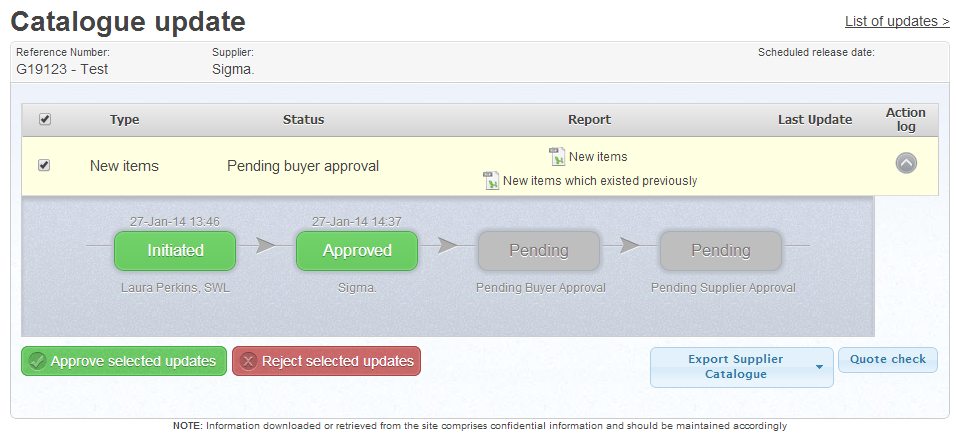 Catalogue update
List of updates >
Reference Number:
Supplier:
Scheduled release date:
G19123 - Test
Sigma.
Type
Status
Report
Last Update
Action
log
New items
Pending buyer approval
New items
New items which existed previously
27-Jan-14 13:46
27-Jan-14 14:37
Initiated
Approved
Pending
Pending
Laura Perkins, SWL
Sigma.
Pending Buyer Approval
Pending Supplier Approval
Approve selected updates
Reject selected updates
Export Supplier
Catalogue
Quote check
NOTE: Information downloaded or retrieved from the site comprises confidential information and should be maintained accordingly